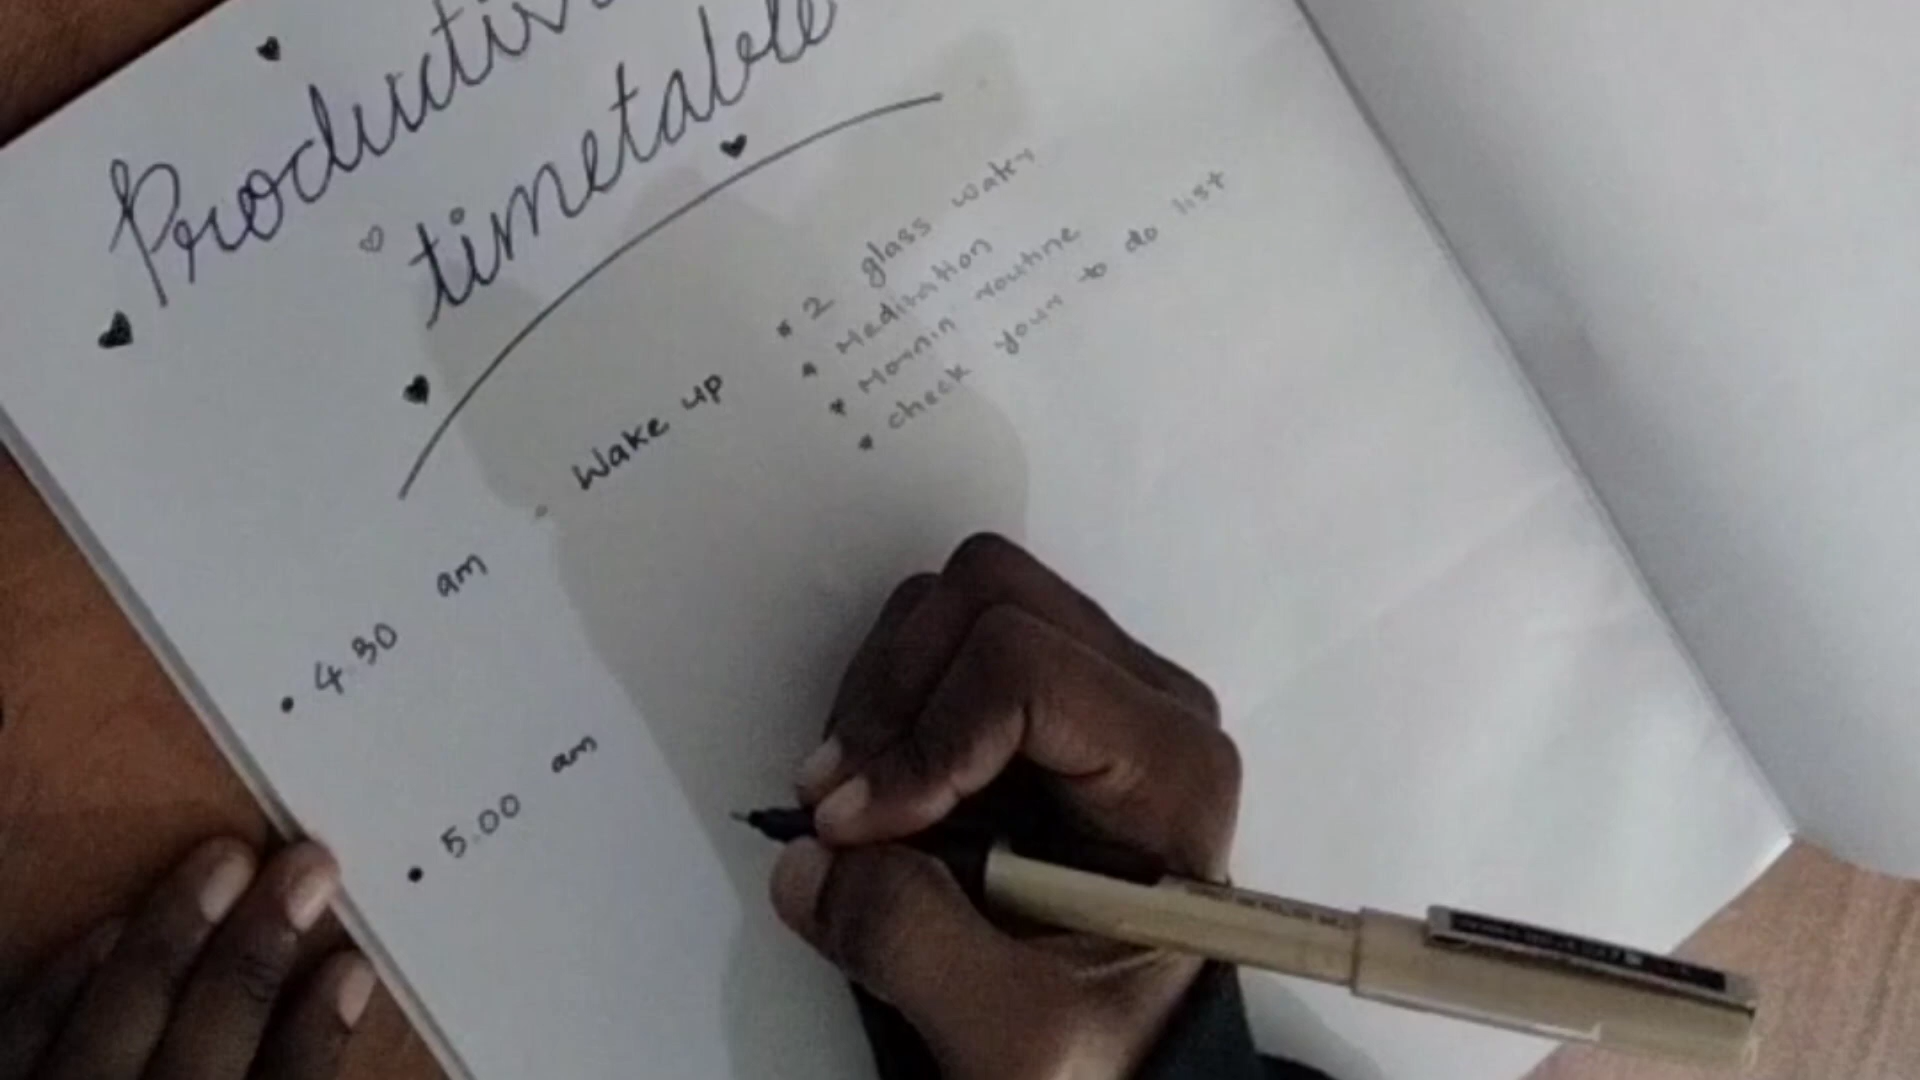 Productiv
timetable
• 4.30 am - Wake up
* 2 glass water
* Meditation
* Mornin routine
* check your to do list
• 5.00 am